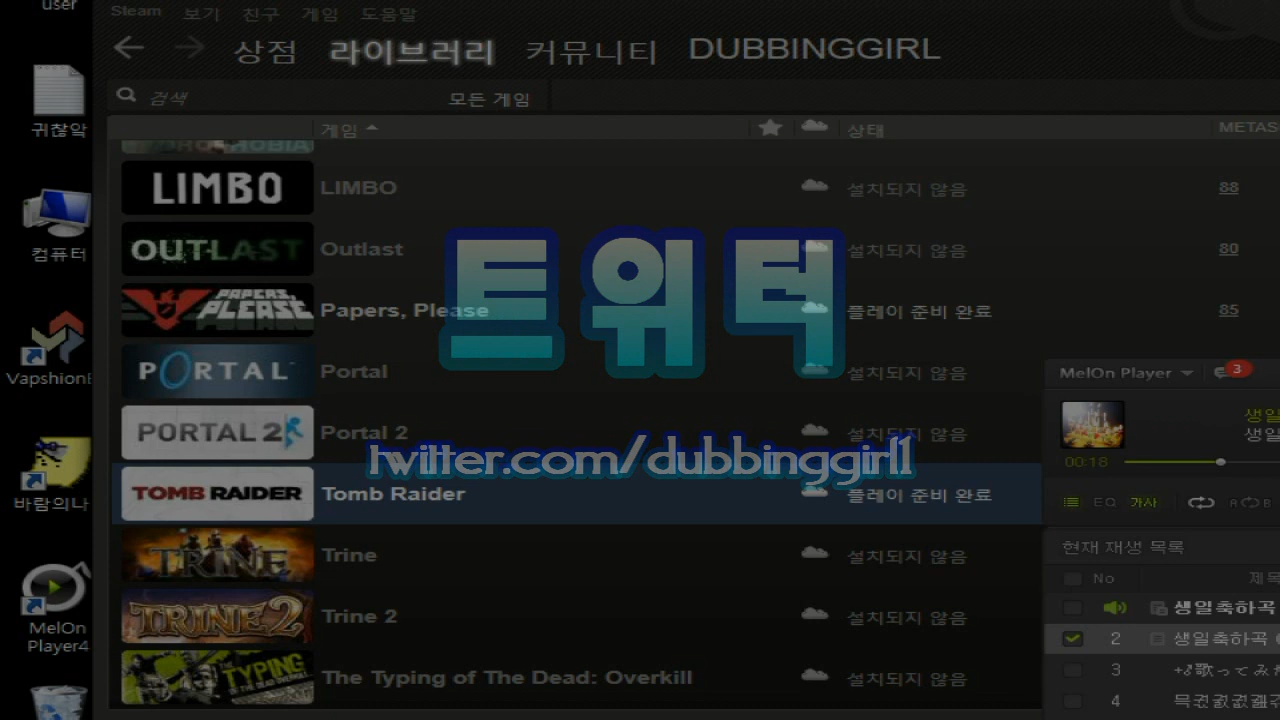 user
귀찮악
컴퓨터
바람의나
MelOn
Player4
Steam 보기 친구 게임 도움말
상점 라이브러리 커뮤니티 DUBBINGGIRL
검색 모든 게임
게임 상태 METAS
LIMBO LIMBO 설치되지 않음 88
OUTLAST Outlast 설치되지 않음 80
PAPERS, PLEASE Papers, Please 플레이 준비 완료 85
PORTAL Portal 설치되지 않음
PORTAL 2 Portal 2 설치되지 않음
TOMB RAIDER Tomb Raider 플레이 준비 완료
TRINE Trine 설치되지 않음
TRINE 2 Trine 2 설치되지 않음
THE TYPING OF THE DEAD: OVERKILL The Typing of The Dead: Overkill 설치되지 않음
트위터
twitter.com/dubbinggirl1
MelOn Player 3
생일
생일
00:18
EQ 가사 A B
현재 재생 목록
No 제목
생일축하곡
2 생일축하곡
3
4